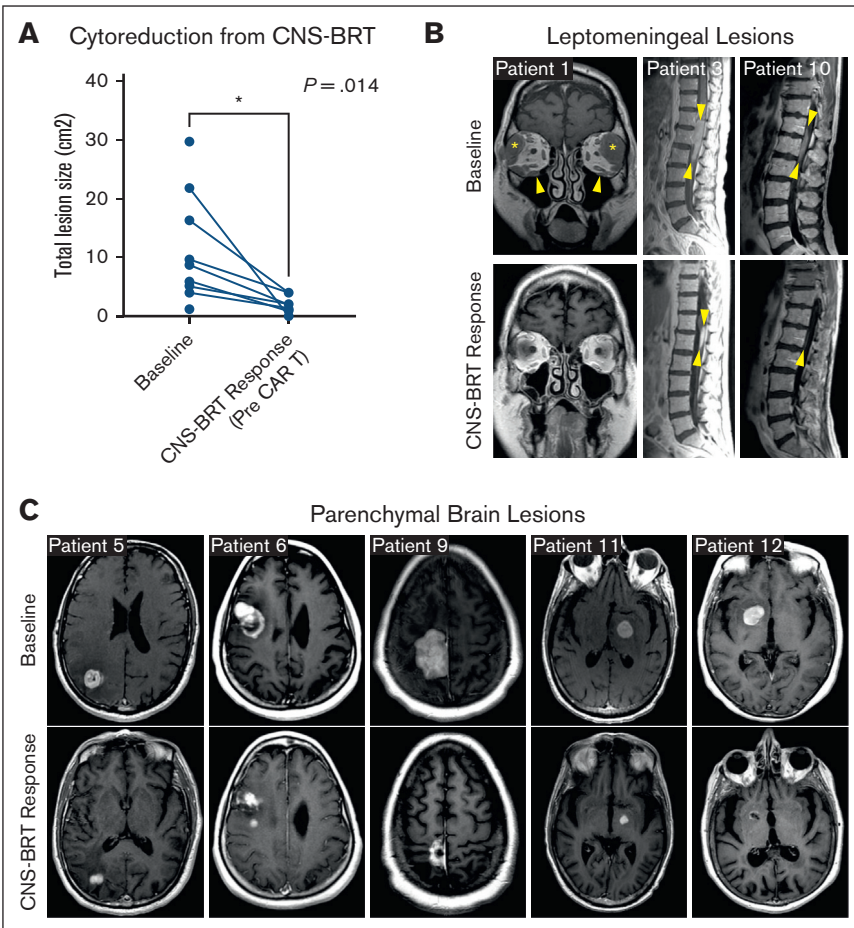 A Cytoreduction from CNS-BRT
P = .014
*
Total lesion size (cm2)
40
30
20
10
0
Baseline
CNS-BRT Response
(Pre CAR T)
B Leptomeningeal Lesions
Patient 1
Patient 3
Patient 10
Baseline
* *
CNS-BRT Response
C Parenchymal Brain Lesions
Patient 5
Patient 6
Patient 9
Patient 11
Patient 12
Baseline
CNS-BRT Response